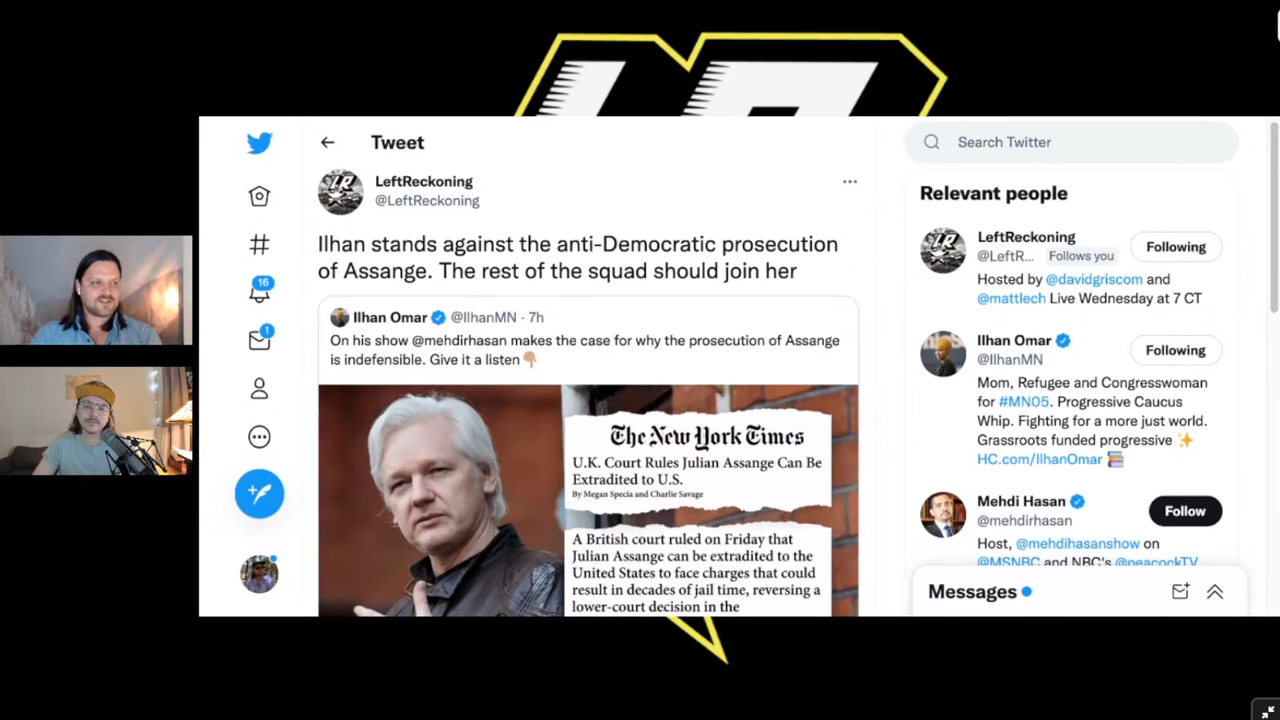 LR
Tweet
LeftReckoning
@LeftReckoning
Ilhan stands against the anti-Democratic prosecution
of Assange. The rest of the squad should join her
Ilhan Omar @IlhanMN · 7h
On his show @mehdirhasan makes the case for why the prosecution of Assange
is indefensible. Give it a listen
The New York Times
U.K. Court Rules Julian Assange Can Be
Extradited to U.S.
By Megan Specia and Charlie Savage
A British court ruled on Friday that
Julian Assange can be extradited to the
United States to face charges that could
result in decades of jail time, reversing a
lower-court decision in the
16
1
Search Twitter
Relevant people
LeftReckoning
@LeftR... Follows you
Following
Hosted by @davidgriscom and
@mattlech Live Wednesday at 7 CT
Ilhan Omar
@IlhanMN
Following
Mom, Refugee and Congresswoman
for #MN05. Progressive Caucus
Whip. Fighting for a more just world.
Grassroots funded progressive
HC.com/IlhanOmar
Mehdi Hasan
@mehdirhasan
Follow
Host, @mehdihasanshow on
@MSNBC and NBC's @peacockTV
Messages